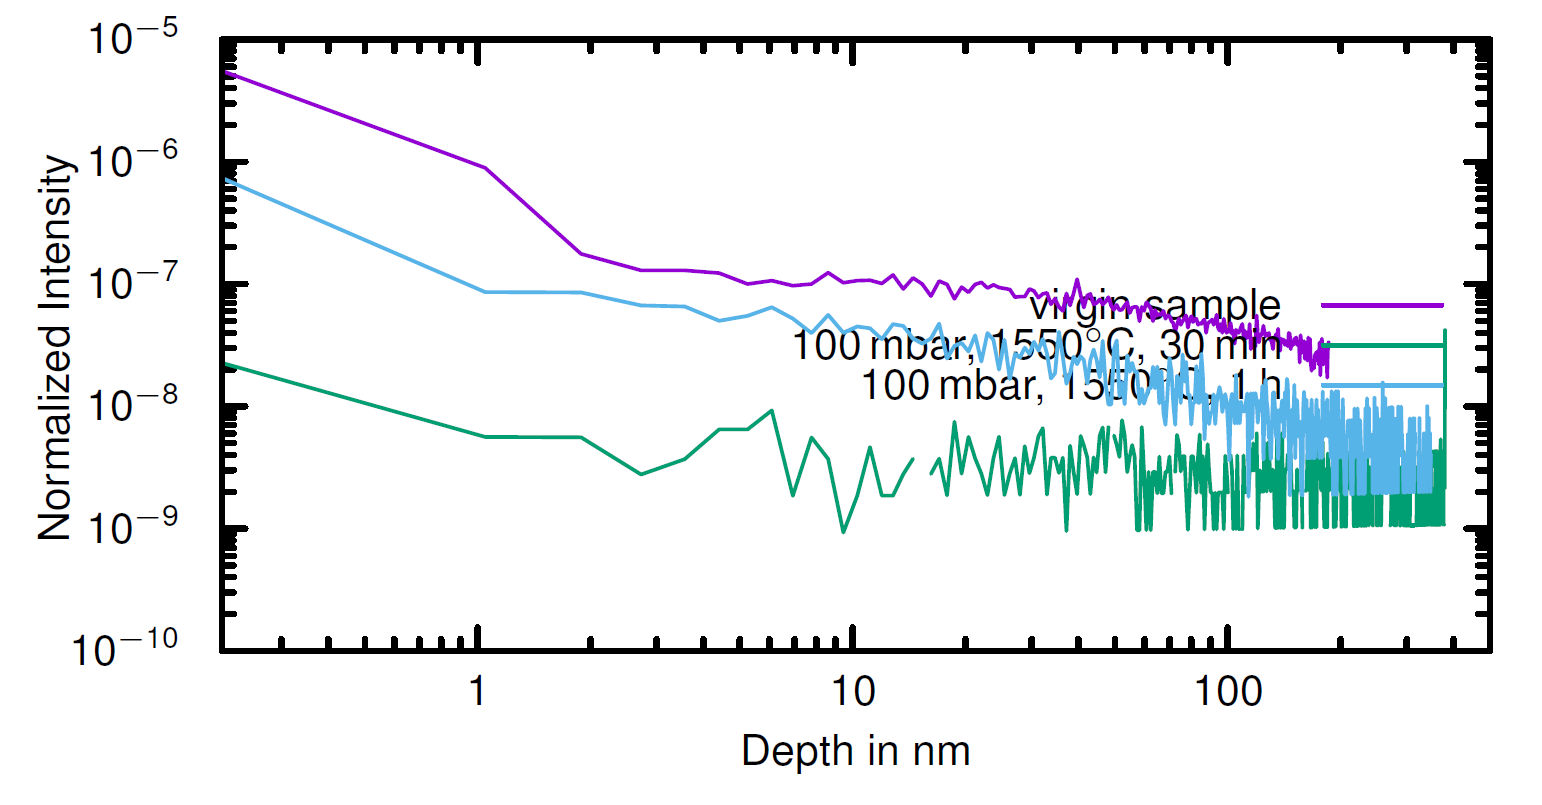 10⁻⁵
10⁻⁶
10⁻⁷
10⁻⁸
10⁻⁹
10⁻¹⁰
Normalized Intensity
virgin sample
100 mbar, 1550°C, 30 min
100 mbar, 1550°C, 1 h
1
10
100
Depth in nm